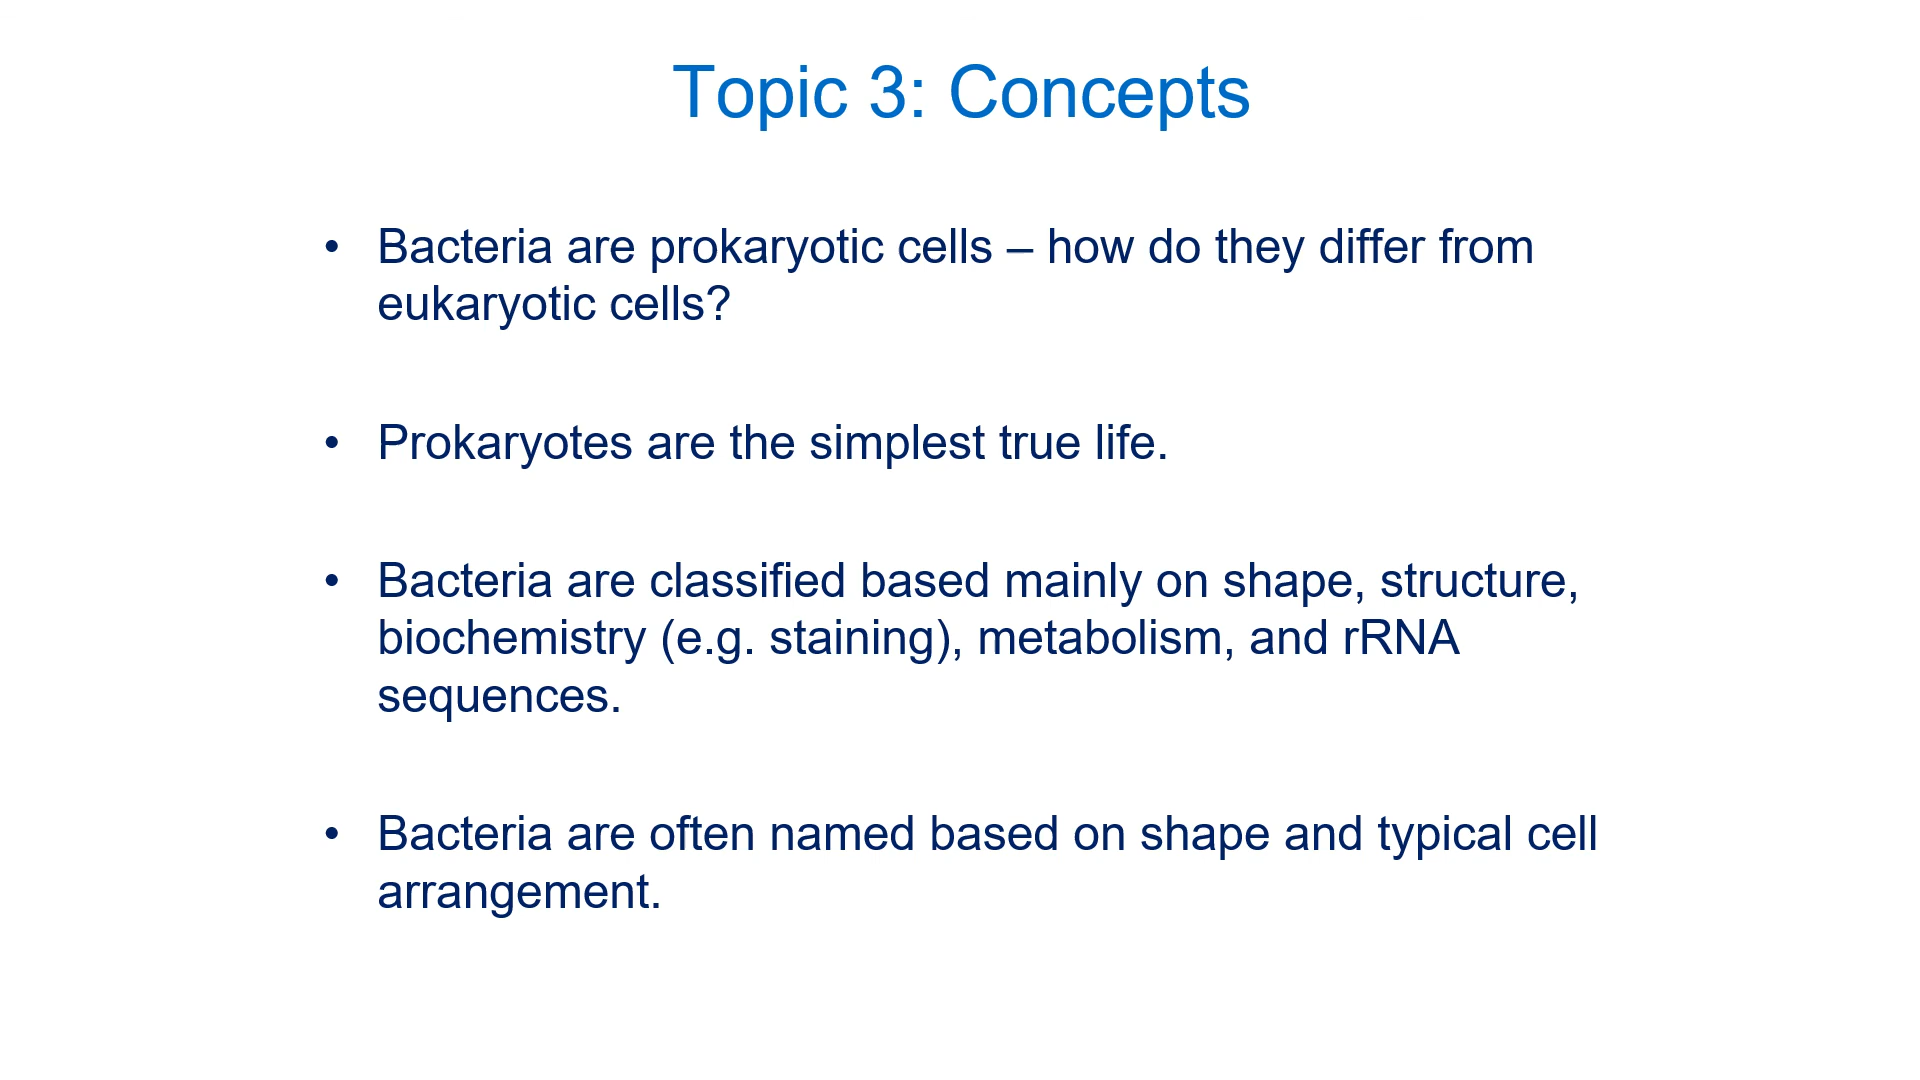 Topic 3: Concepts
• Bacteria are prokaryotic cells – how do they differ from
eukaryotic cells?
• Prokaryotes are the simplest true life.
• Bacteria are classified based mainly on shape, structure,
biochemistry (e.g. staining), metabolism, and rRNA
sequences.
• Bacteria are often named based on shape and typical cell
arrangement.